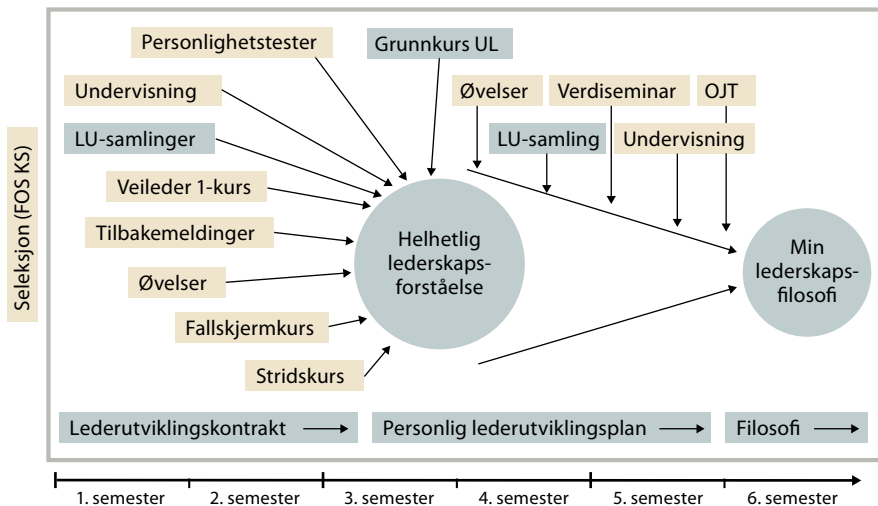 Seleksjon (FOS KS)
Personlighetstester
Grunnkurs UL
Undervisning
Øvelser
Verdiseminar
OJT
LU-samlinger
LU-samling
Undervisning
Veileder 1-kurs
Tilbakemeldinger
Øvelser
Fallskjermkurs
Stridskurs
Helhetlig
lederskaps-
forståelse
Min
lederskaps-
filosofi
Lederutviklingskontrakt
Personlig lederutviklingsplan
Filosofi
1. semester
2. semester
3. semester
4. semester
5. semester
6. semester